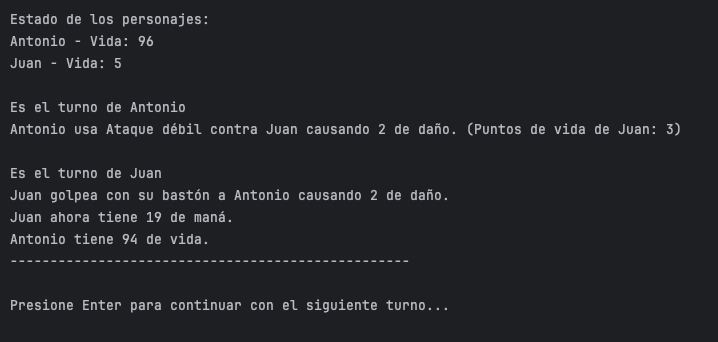 Estado de los personajes:
Antonio - Vida: 96
Juan - Vida: 5
Es el turno de Antonio
Antonio usa Ataque débil contra Juan causando 2 de daño. (Puntos de vida de Juan: 3)
Es el turno de Juan
Juan golpea con su bastón a Antonio causando 2 de daño.
Juan ahora tiene 19 de maná.
Antonio tiene 94 de vida.
--------------------------------------------------
Presione Enter para continuar con el siguiente turno...